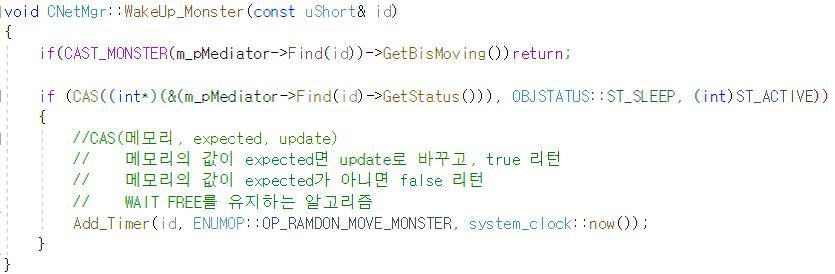 void CNetMgr::WakeUp_Monster(const uShort& id)
{
if(CAST_MONSTER(m_pMediator->Find(id))->GetBisMoving())return;
if (CAS((int*)(&(m_pMediator->Find(id)->GetStatus())), OBJSTATUS::ST_SLEEP, (int)ST_ACTIVE))
{
//CAS(메모리, expected, update)
// 메모리의 값이 expected면 update로 바꾸고, true 리턴
// 메모리의 값이 expected가 아니면 false 리턴
// WAIT FREE를 유지하는 알고리즘
Add_Timer(id, ENUMOP::OP_RAMDON_MOVE_MONSTER, system_clock::now());
}
}